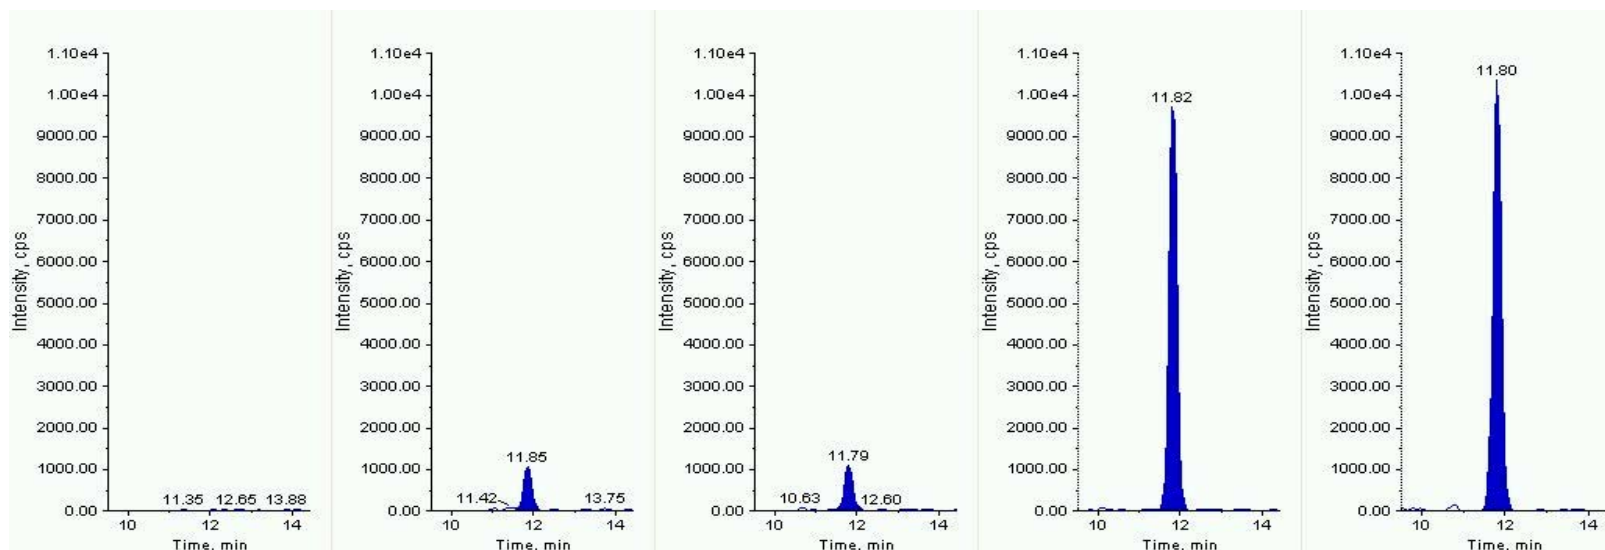 1.10e4
1.00e4
9000.00
8000.00
7000.00
6000.00
5000.00
4000.00
3000.00
2000.00
1000.00
0.00
Intensity, cps
11.35 12.65 13.88
10 12 14
Time, min
1.10e4
1.00e4
9000.00
8000.00
7000.00
6000.00
5000.00
4000.00
3000.00
2000.00
1000.00
0.00
Intensity, cps
11.85
11.42 13.75
10 12 14
Time, min
1.10e4
1.00e4
9000.00
8000.00
7000.00
6000.00
5000.00
4000.00
3000.00
2000.00
1000.00
0.00
Intensity, cps
11.79
10.63 12.60
10 12 14
Time, min
1.10e4
1.00e4
9000.00
8000.00
7000.00
6000.00
5000.00
4000.00
3000.00
2000.00
1000.00
0.00
Intensity, cps
11.82
10 12 14
Time, min
1.10e4
1.00e4
9000.00
8000.00
7000.00
6000.00
5000.00
4000.00
3000.00
2000.00
1000.00
0.00
Intensity, cps
11.80
10 12 14
Time, min